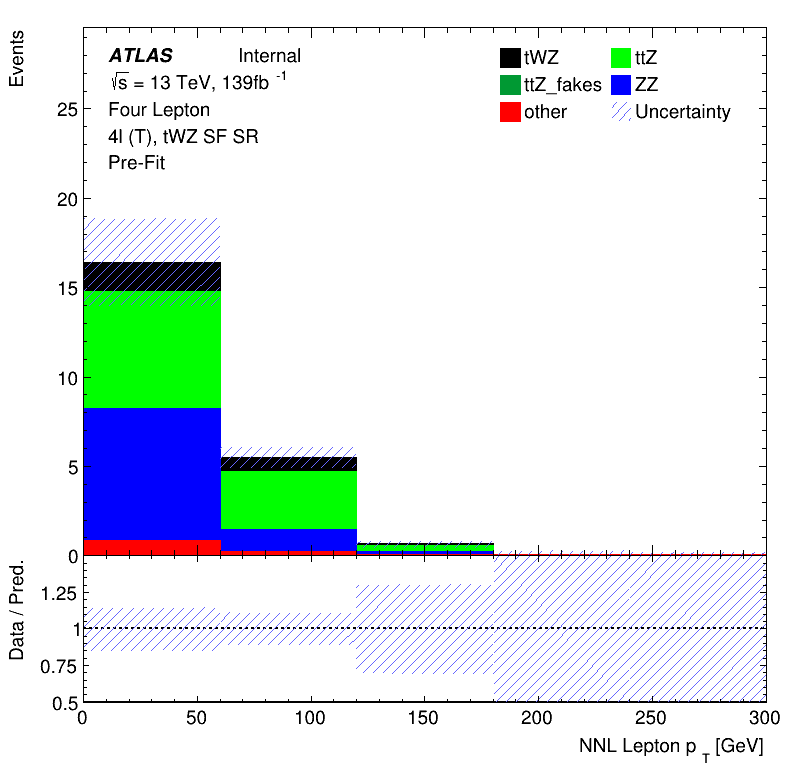 Events
ATLAS Internal
√s = 13 TeV, 139fb -1
Four Lepton
4l (T), tWZ SF SR
Pre-Fit
tWZ ttZ
ttZ_fakes ZZ
other Uncertainty
25
20
15
10
5
0
Data / Pred.
1.25
1
0.75
0.5
0 50 100 150 200 250 300
NNL Lepton p T [GeV]